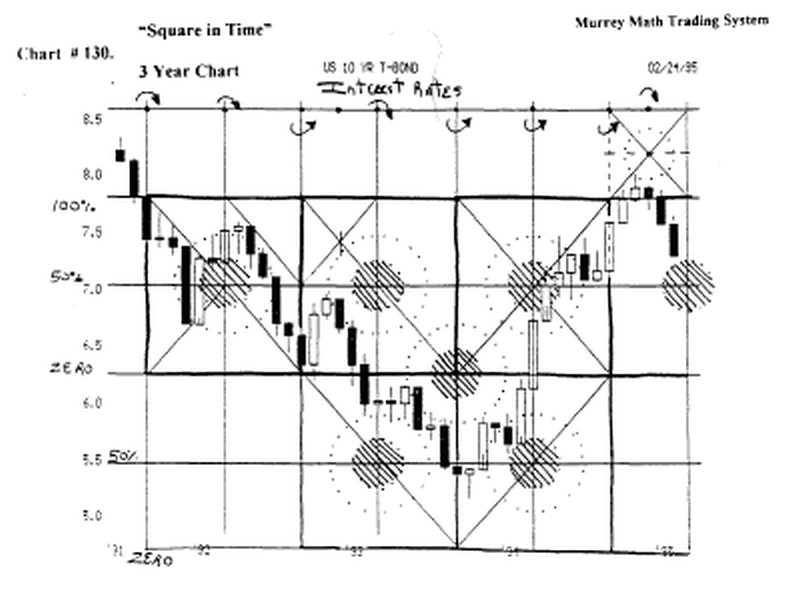 “Square in Time”
Murrey Math Trading System
Chart # 130.
3 Year Chart
US 10 YR T-BOND
02/24/95
Interest Rates
8.5
8.0
100%
7.5
50%
7.0
6.5
ZERO
6.0
5.5 50%
5.0
'91 '92 '93 '94 '95
ZERO